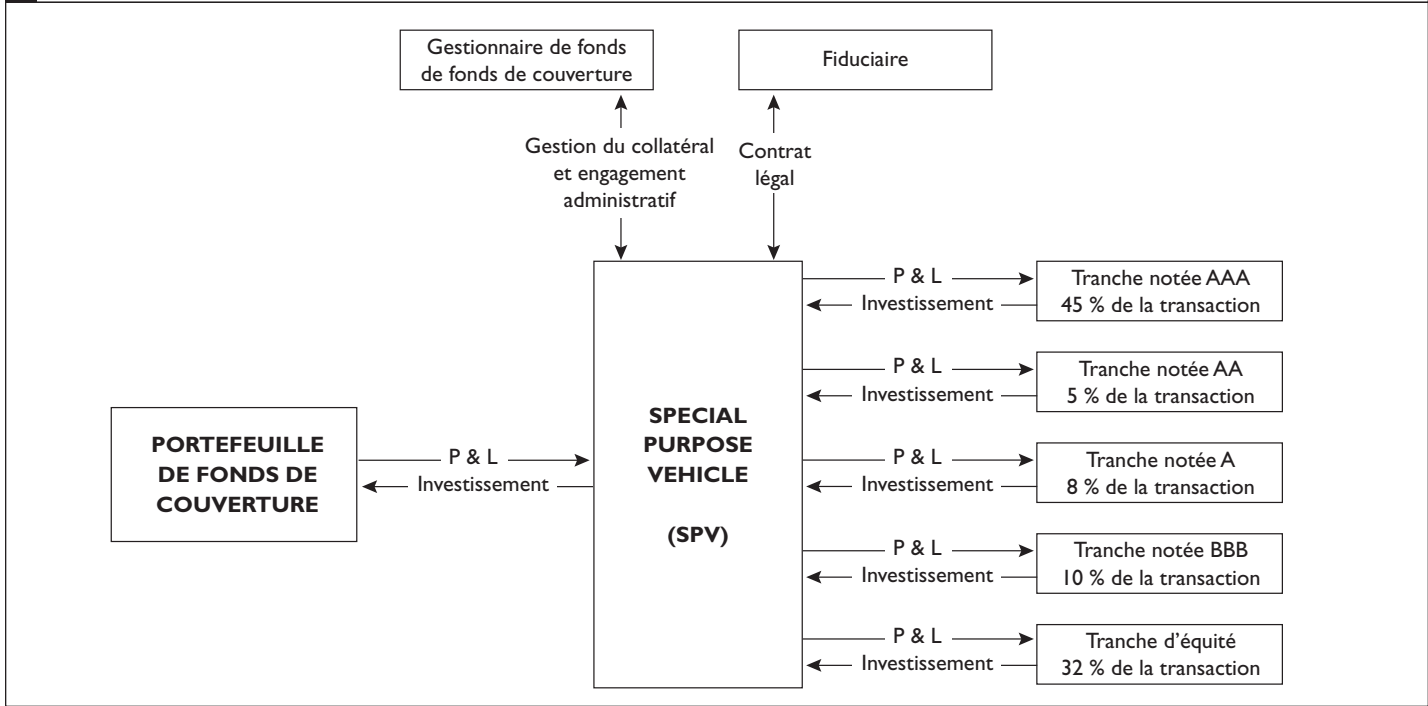 Gestionnaire de fonds
de fonds de couverture
Fiduciaire
Gestion du collatéral
et engagement
administratif
Contrat
légal
PORTEFEUILLE
DE FONDS DE
COUVERTURE
P & L
Investissement
SPECIAL
PURPOSE
VEHICLE
(SPV)
P & L
Investissement
Tranche notée AAA
45 % de la transaction
P & L
Investissement
Tranche notée AA
5 % de la transaction
P & L
Investissement
Tranche notée A
8 % de la transaction
P & L
Investissement
Tranche notée BBB
10 % de la transaction
P & L
Investissement
Tranche d'équité
32 % de la transaction